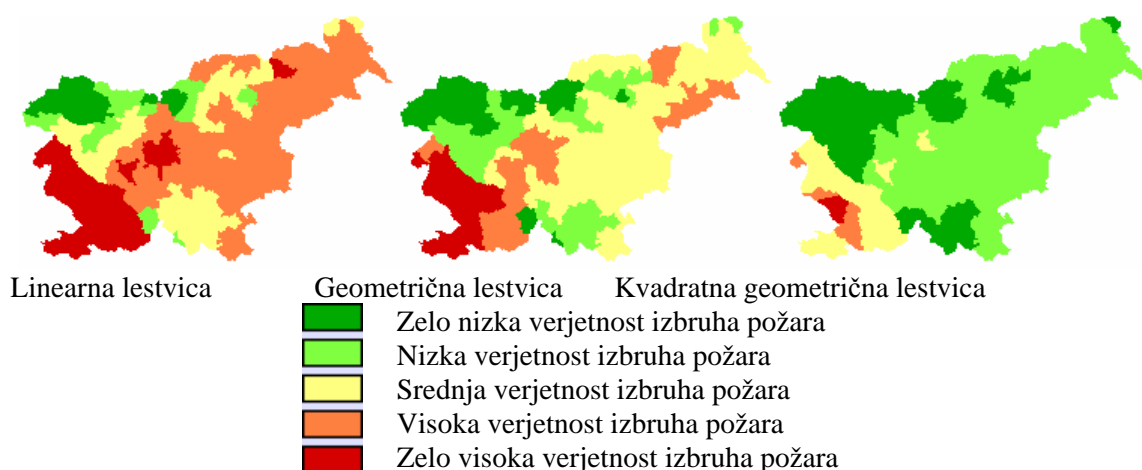 Linearna lestvica Geometrična lestvica Kvadratna geometrična lestvica
Zelo nizka verjetnost izbruha požara
Nizka verjetnost izbruha požara
Srednja verjetnost izbruha požara
Visoka verjetnost izbruha požara
Zelo visoka verjetnost izbruha požara